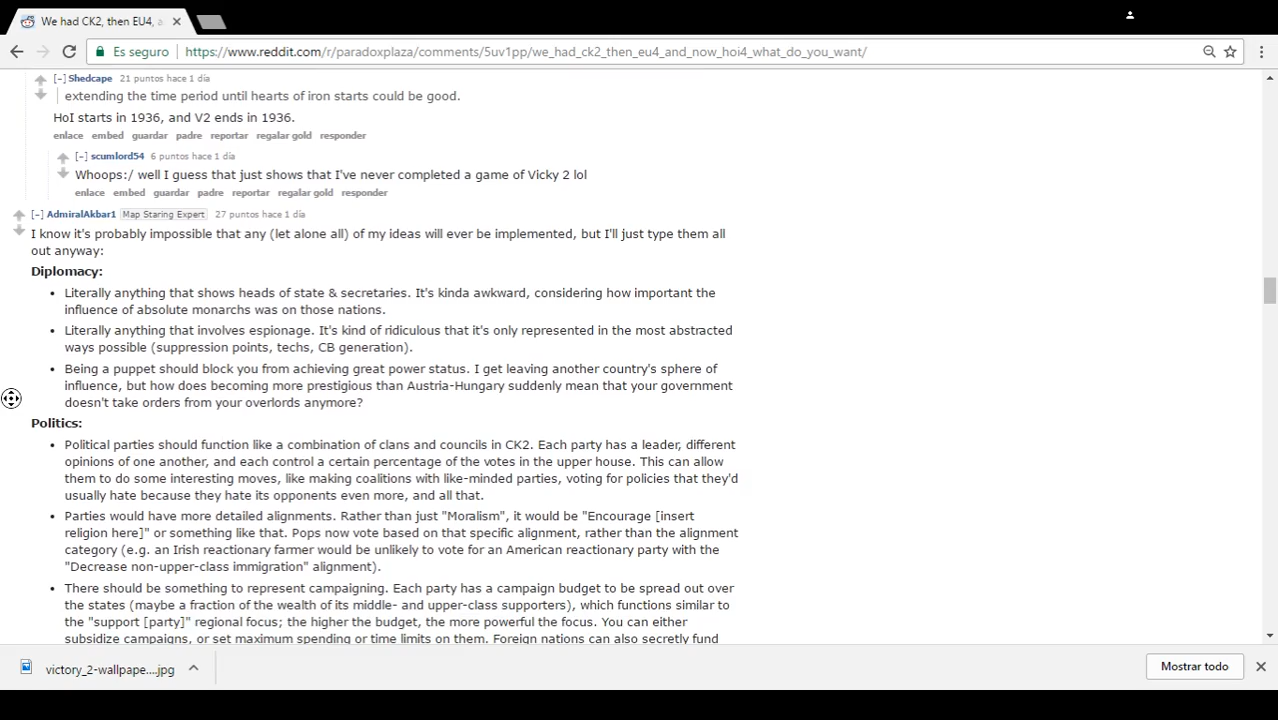 We had CK2, then EU4, a
Es seguro
https://www.reddit.com/r/paradoxplaza/comments/5uv1pp/we_had_ck2_then_eu4_and_now_hoi4_what_do_you_want/
[–] Shedcape 21 puntos hace 1 día
extending the time period until hearts of iron starts could be good.
HoI starts in 1936, and V2 ends in 1936.
enlace embed guardar padre reportar regalar gold responder
[–] scumlord54 6 puntos hace 1 día
Whoops:/ well I guess that just shows that I've never completed a game of Vicky 2 lol
enlace embed guardar padre reportar regalar gold responder
[–] AdmiralAkbar1 Map Staring Expert 27 puntos hace 1 día
I know it's probably impossible that any (let alone all) of my ideas will ever be implemented, but I'll just type them all
out anyway:
Diplomacy:
• Literally anything that shows heads of state & secretaries. It's kinda awkward, considering how important the
influence of absolute monarchs was on those nations.
• Literally anything that involves espionage. It's kind of ridiculous that it's only represented in the most abstracted
ways possible (suppression points, techs, CB generation).
• Being a puppet should block you from achieving great power status. I get leaving another country's sphere of
influence, but how does becoming more prestigious than Austria-Hungary suddenly mean that your government
doesn't take orders from your overlords anymore?
Politics:
• Political parties should function like a combination of clans and councils in CK2. Each party has a leader, different
opinions of one another, and each control a certain percentage of the votes in the upper house. This can allow
them to do some interesting moves, like making coalitions with like-minded parties, voting for policies that they'd
usually hate because they hate its opponents even more, and all that.
• Parties would have more detailed alignments. Rather than just "Moralism", it would be "Encourage [insert
religion here]" or something like that. Pops now vote based on that specific alignment, rather than the alignment
category (e.g. an Irish reactionary farmer would be unlikely to vote for an American reactionary party with the
"Decrease non-upper-class immigration" alignment).
• There should be something to represent campaigning. Each party has a campaign budget to be spread out over
the states (maybe a fraction of the wealth of its middle- and upper-class supporters), which functions similar to
the "support [party]" regional focus; the higher the budget, the more powerful the focus. You can either
subsidize campaigns, or set maximum spending or time limits on them. Foreign nations can also secretly fund
victory_2-wallpape....jpg
Mostrar todo